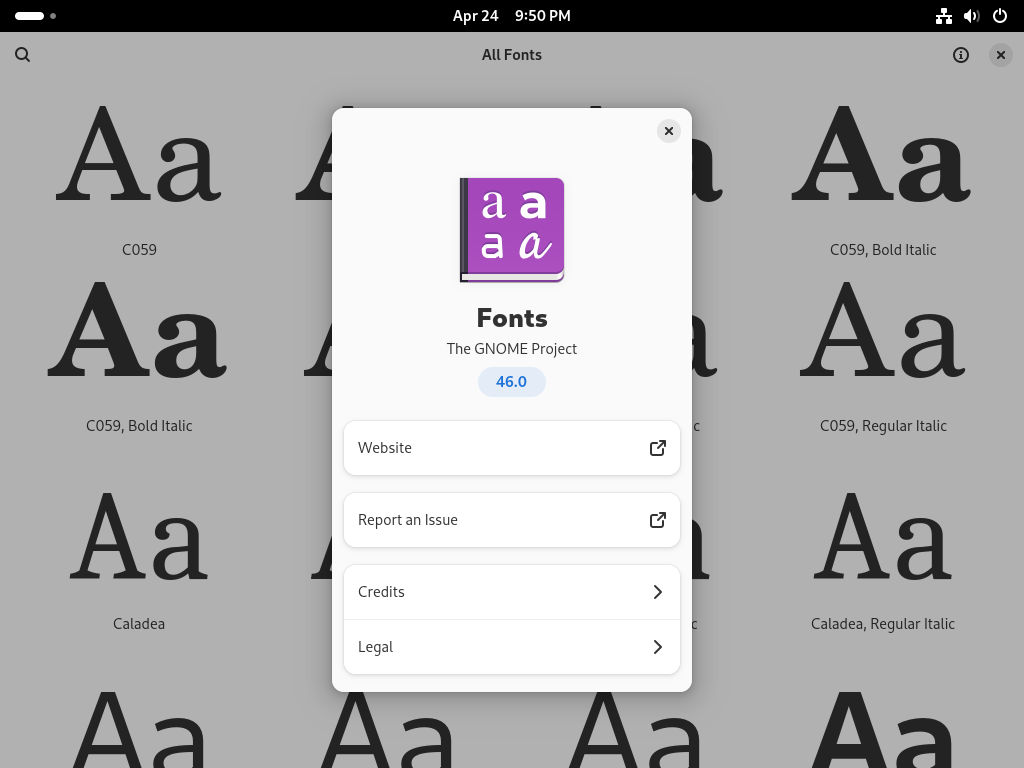 Apr 24 9:50 PM
All Fonts
Aa
Aa
C059
C059, Bold Italic
a a
a a
Fonts
The GNOME Project
46.0
Aa
Aa
C059, Bold Italic
C059, Regular Italic
Website
Report an Issue
Aa
Aa
Credits
Caladea
Caladea, Regular Italic
Legal
Aa
Aa
Aa
Aa